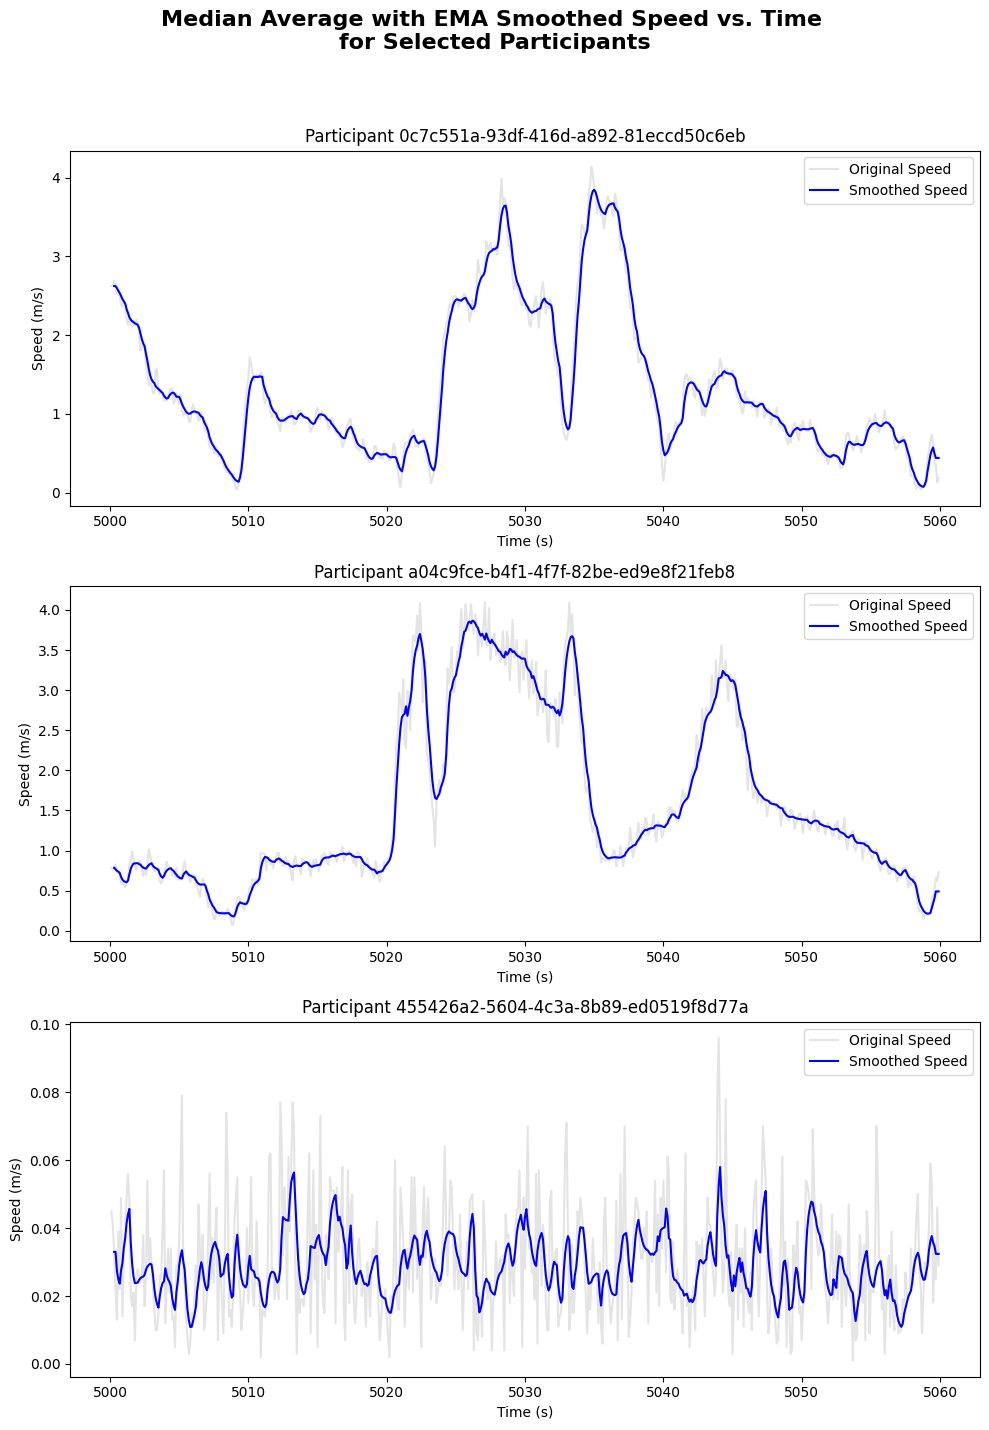 Median Average with EMA Smoothed Speed vs. Time
for Selected Participants
Participant 0c7c551a-93df-416d-a892-81eccd50c6eb
Original Speed
Smoothed Speed
4
3
2
1
0
Speed (m/s)
5000 5010 5020 5030 5040 5050 5060
Time (s)
Participant a04c9fce-b4f1-4f7f-82be-ed9e8f21feb8
Original Speed
Smoothed Speed
4.0
3.5
3.0
2.5
2.0
1.5
1.0
0.5
0.0
Speed (m/s)
5000 5010 5020 5030 5040 5050 5060
Time (s)
Participant 455426a2-5604-4c3a-8b89-ed0519f8d77a
Original Speed
Smoothed Speed
0.10
0.08
0.06
0.04
0.02
0.00
Speed (m/s)
5000 5010 5020 5030 5040 5050 5060
Time (s)